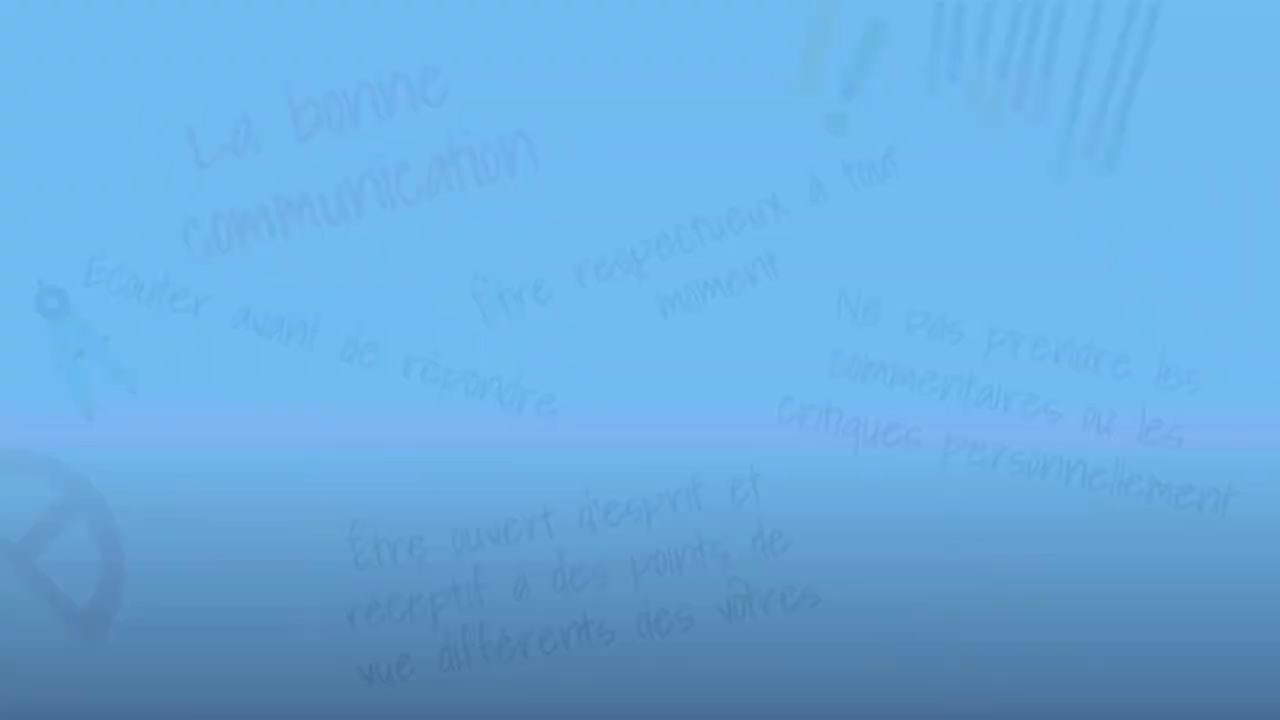 La bonne
communication
Écouter avant de répondre
Être respectueux à tout
moment
Ne pas prendre les
commentaires ou les
critiques personnellement
Être ouvert d'esprit et
réceptif à des points de
vue différents des vôtres